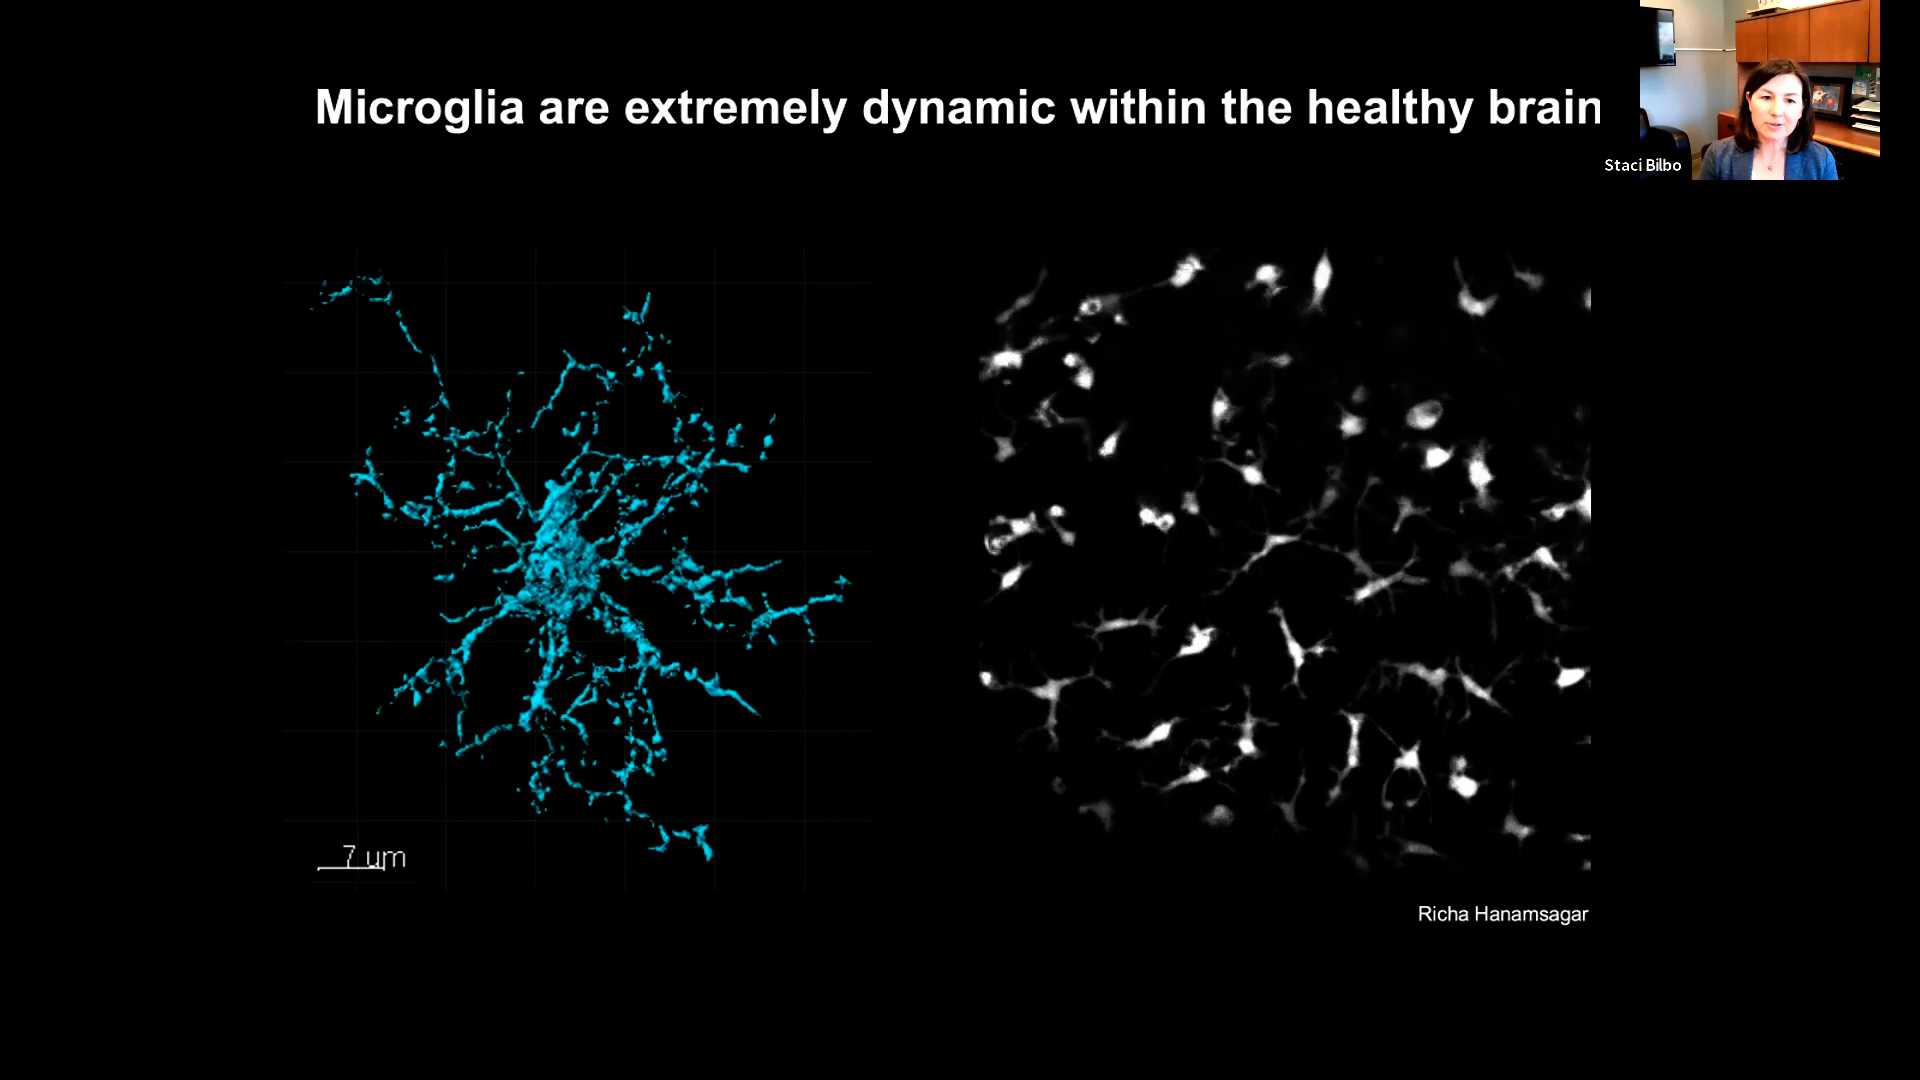 Microglia are extremely dynamic within the healthy brain
Staci Bilbo
7 um
Richa Hanamsagar